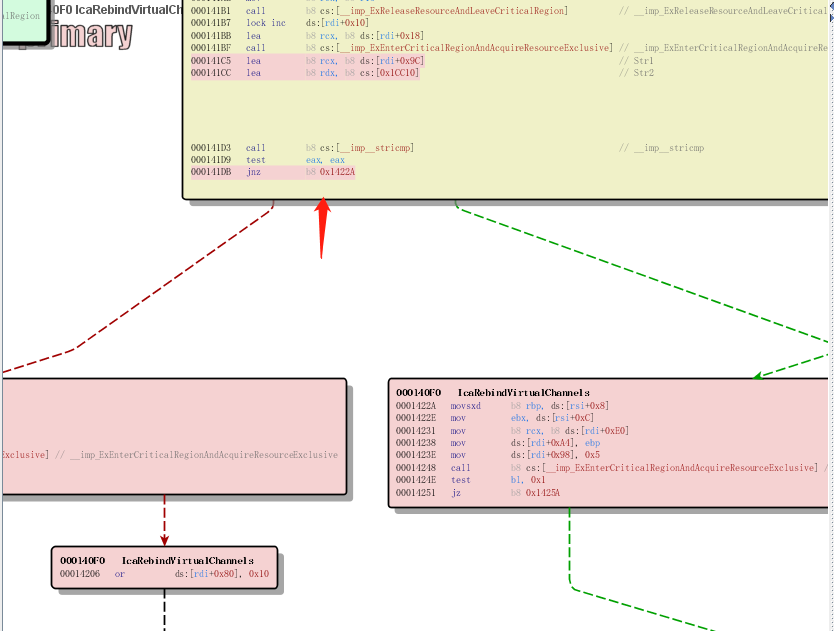 alRegion
0F0 IcaRebindVirtualCh
primary
000141B1 call b8 cs:[__imp_ExReleaseResourceAndLeaveCriticalRegion] // __imp_ExReleaseResourceAndLeaveCritical
000141B7 lock inc ds:[rdi+0x10]
000141BB lea b8 rcx, b8 ds:[rdi+0x18]
000141BF call b8 cs:[__imp_ExEnterCriticalRegionAndAcquireResourceExclusive] // __imp_ExEnterCriticalRegionAndAcquireRe
000141C5 lea b8 rcx, b8 ds:[rdi+0x9C] // Str1
000141CC lea b8 rdx, b8 cs:[0x1CC10] // Str2
000141D3 call b8 cs:[__imp__stricmp] // __imp__stricmp
000141D9 test eax, eax
000141DB jnz b8 0x1422A
Exclusive] // __imp_ExEnterCriticalRegionAndAcquireResourceExclusive
000140F0 IcaRebindVirtualChannels
0001422A movsxd b8 rbp, ds:[rsi+0x8]
0001422E mov ebx, ds:[rsi+0xC]
00014231 mov b8 rcx, b8 ds:[rdi+0xE0]
00014238 mov ds:[rdi+0xA4], ebp
0001423E mov ds:[rdi+0x98], 0x5
00014248 call b8 cs:[__imp_ExEnterCriticalRegionAndAcquireResourceExclusive] /
0001424E test bl, 0x1
00014251 jz b8 0x1425A
000140F0 IcaRebindVirtualChannels
00014206 or ds:[rdi+0x80], 0x10